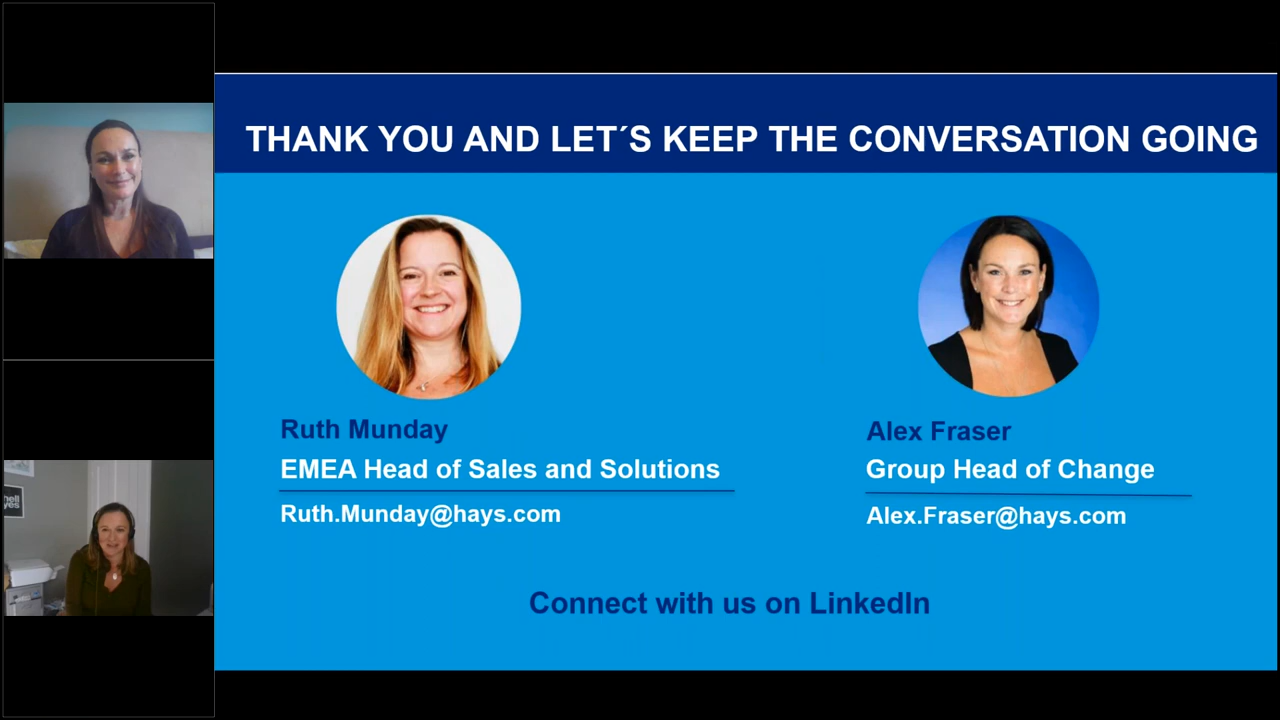 THANK YOU AND LET´S KEEP THE CONVERSATION GOING
Ruth Munday
EMEA Head of Sales and Solutions
Ruth.Munday@hays.com
Alex Fraser
Group Head of Change
Alex.Fraser@hays.com
Connect with us on LinkedIn